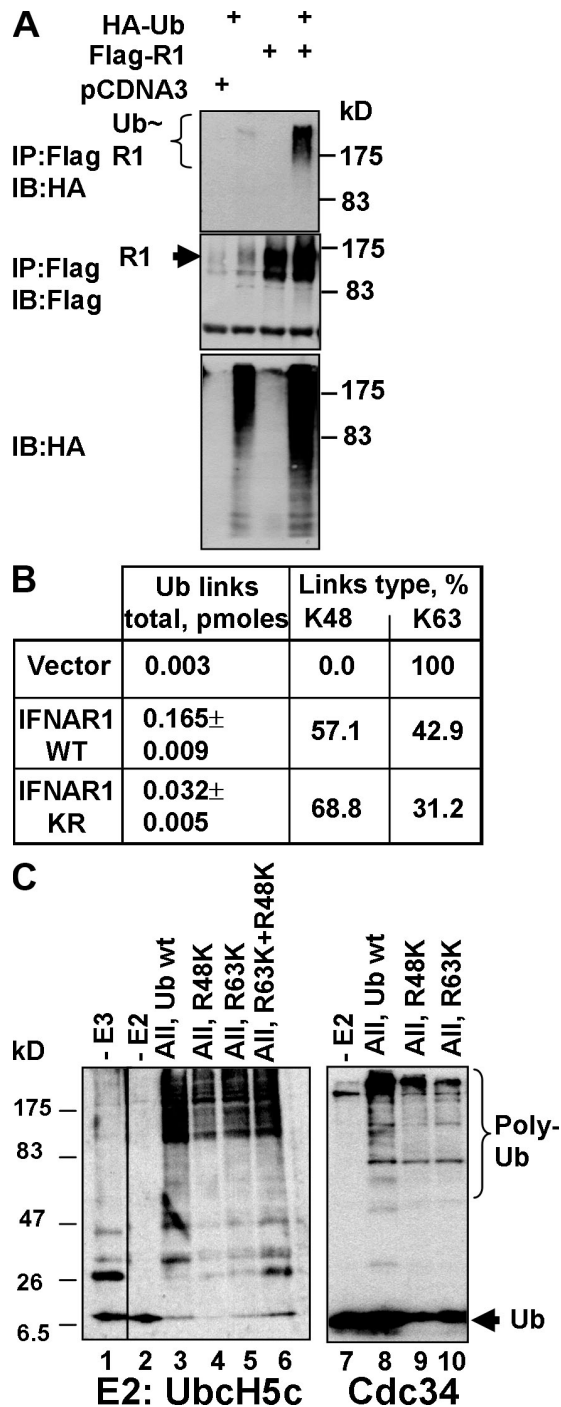 A
HA-Ub + +
Flag-R1 + +
pCDNA3 +
kD
Ub~
R1
IP:Flag
IB:HA
175
83
IP:Flag
IB:Flag
R1
175
83
IB:HA
175
83
B
Ub links total, pmoles
Links type, %
K48 K63
Vector 0.003 0.0 100
IFNAR1 WT 0.165± 0.009 57.1 42.9
IFNAR1 KR 0.032± 0.005 68.8 31.2
C
- E3
- E2
All, Ub wt
All, R48K
All, R63K
All, R63K+R48K
- E2
All, Ub wt
All, R48K
All, R63K
kD
175
83
47
26
6.5
Poly-
Ub
Ub
1 2 3 4 5 6 7 8 9 10
E2: UbcH5c Cdc34